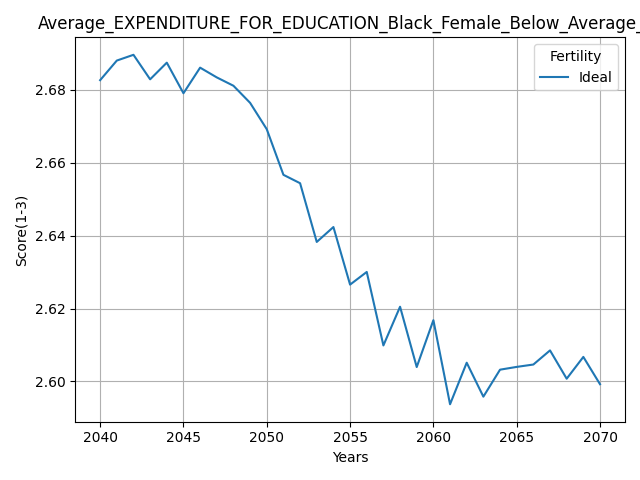 Average_EXPENDITURE_FOR_EDUCATION_Black_Female_Below_Average_
Fertility
Ideal
Score(1-3)
2.68
2.66
2.64
2.62
2.60
2040 2045 2050 2055 2060 2065 2070
Years